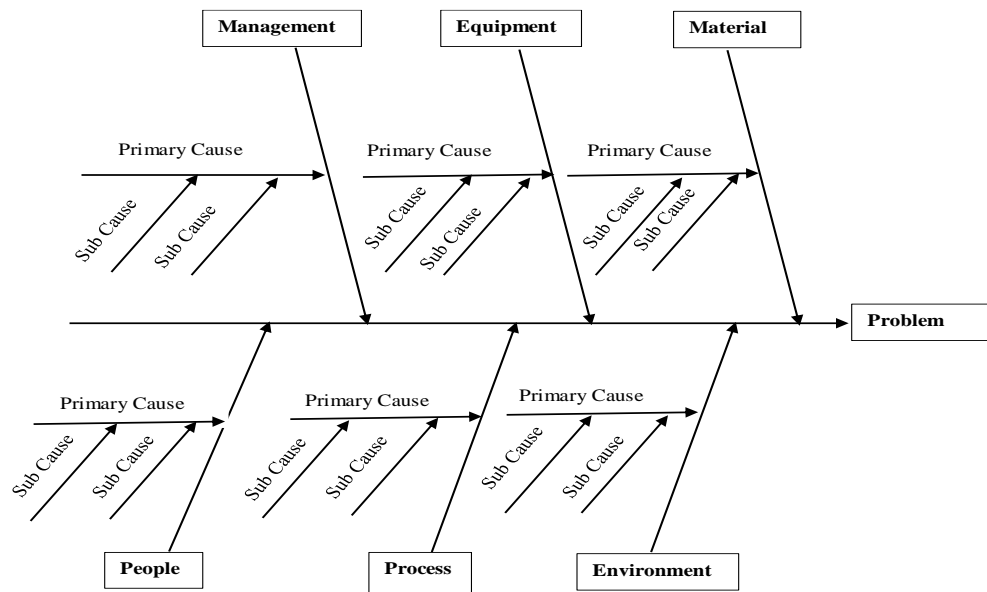 Management
Equipment
Material
Primary Cause
Primary Cause
Primary Cause
Sub Cause
Sub Cause
Sub Cause
Sub Cause
Sub Cause
Sub Cause
Problem
Primary Cause
Primary Cause
Primary Cause
Sub Cause
Sub Cause
Sub Cause
Sub Cause
Sub Cause
Sub Cause
People
Process
Environment